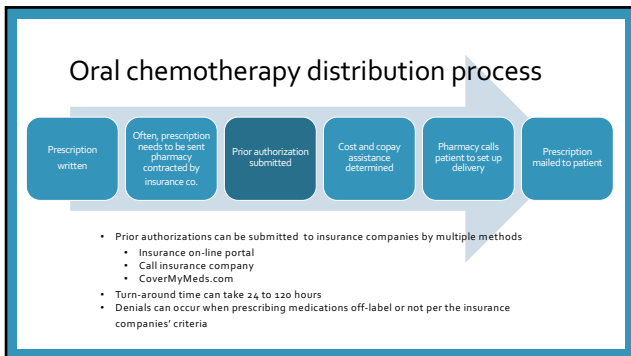 Oral chemotherapy distribution process
Prescription
written
Often, prescription
needs to be sent
pharmacy
contracted by
insurance co.
Prior authorization
submitted
Cost and copay
assistance
determined
Pharmacy calls
patient to set up
delivery
Prescription
mailed to patient
• Prior authorizations can be submitted to insurance companies by multiple methods
• Insurance on-line portal
• Call insurance company
• CoverMyMeds.com
• Turn-around time can take 24 to 120 hours
• Denials can occur when prescribing medications off-label or not per the insurance
companies' criteria